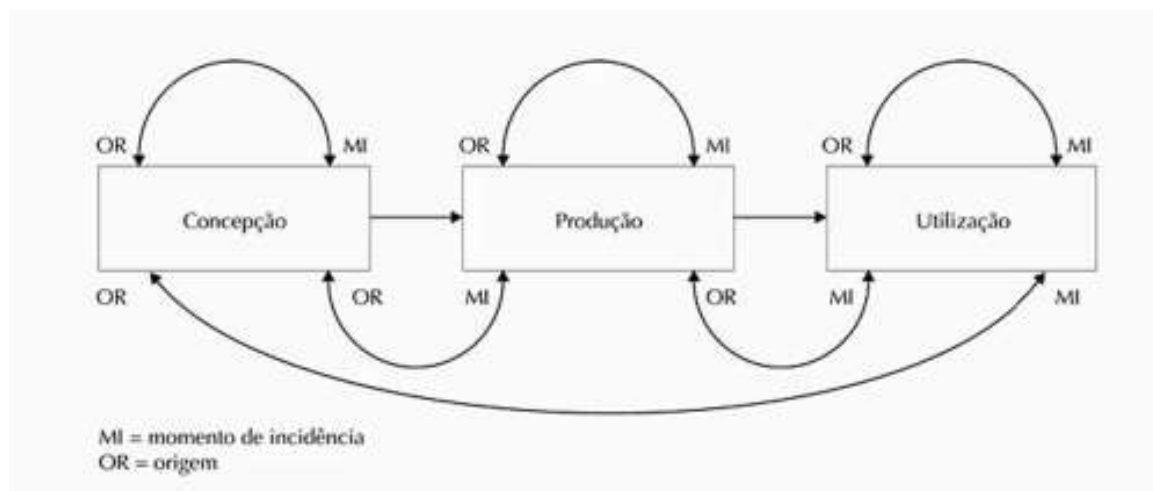 OR MI OR MI OR MI
Concepção Produção Utilização
OR OR MI OR MI MI
MI = momento de incidência
OR = origem